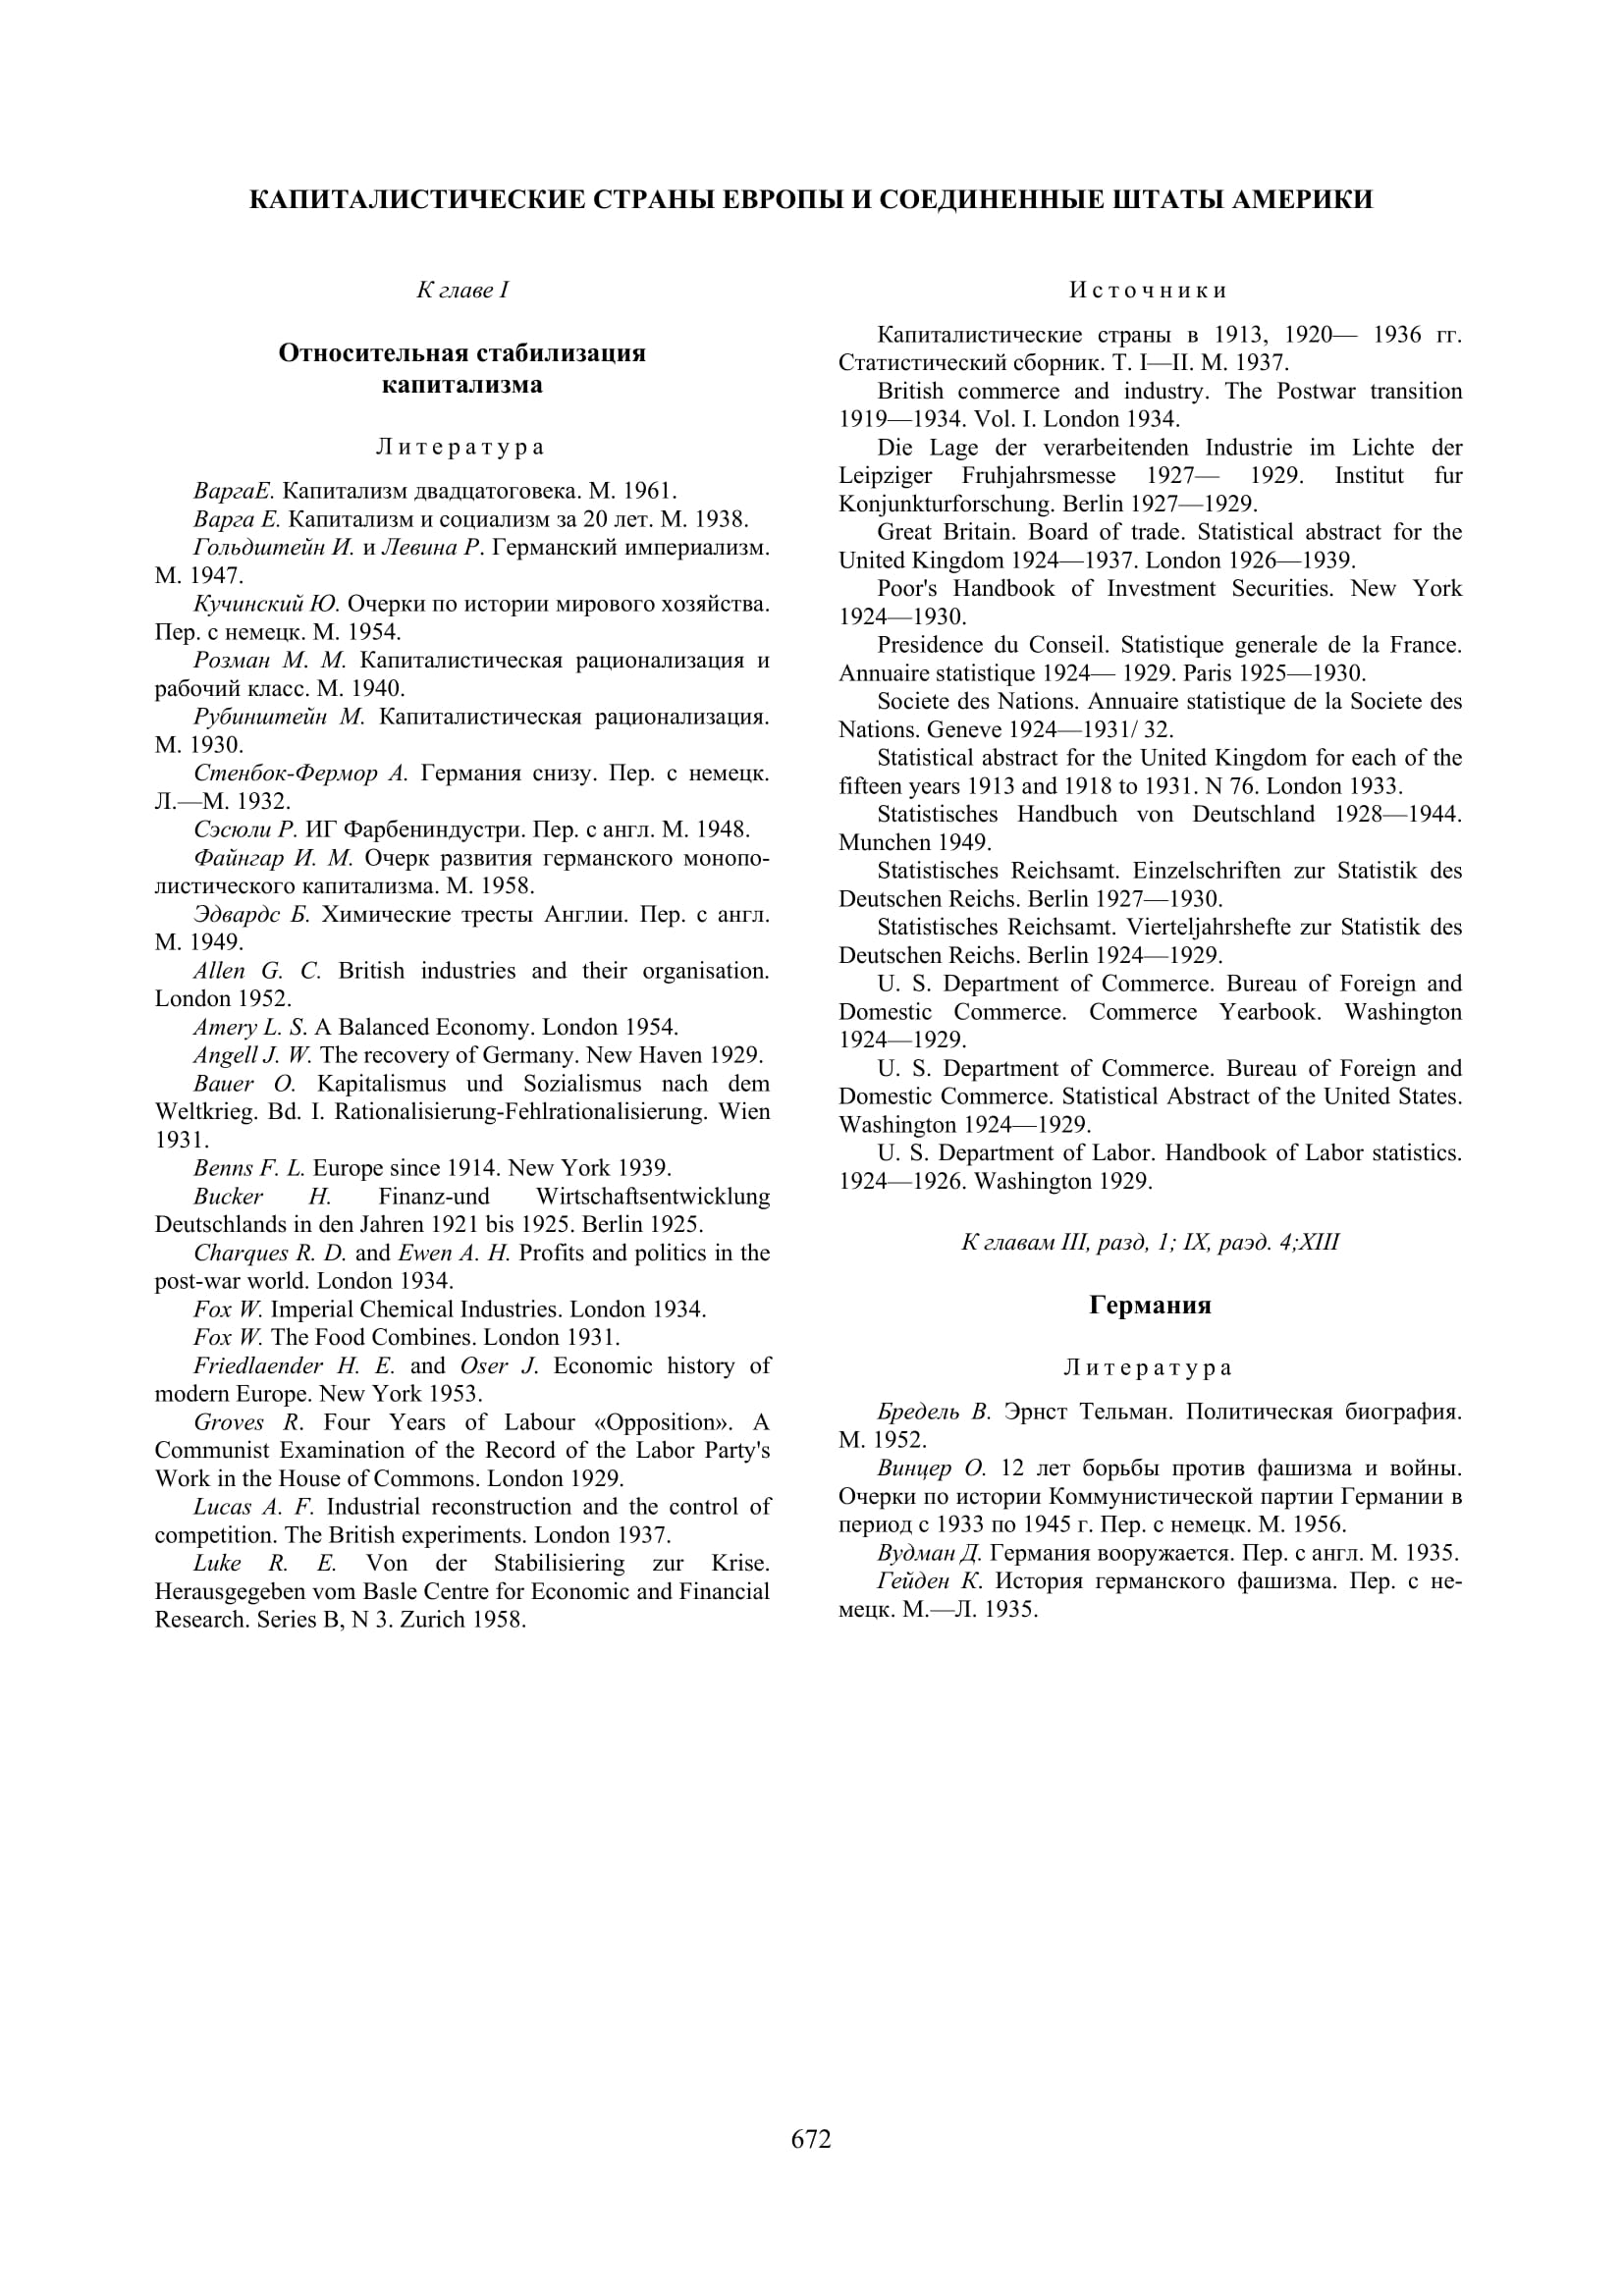 КАПИТАЛИСТИЧЕСКИЕ СТРАНЫ ЕВРОПЫ И СОЕДИНЕННЫЕ ШТАТЫ АМЕРИКИ
К главе I
Относительная стабилизация
капитализма
Литература
ВаргаЕ. Капитализм двадцатоговека. М. 1961.
Варга Е. Капитализм и социализм за 20 лет. М. 1938.
Гольдштейн И. и Левина Р. Германский империализм.
М. 1947.
Кучинский Ю. Очерки по истории мирового хозяйства.
Пер. с немецк. М. 1954.
Розман М. М. Капиталистическая рационализация и
рабочий класс. М. 1940.
Рубинштейн М. Капиталистическая рационализация.
М. 1930.
Стенбок-Фермор А. Германия снизу. Пер. с немецк.
Л.—М. 1932.
Сэсюли Р. ИГ Фарбениндустри. Пер. с англ. М. 1948.
Файнгар И. М. Очерк развития германского монопо-
листического капитализма. М. 1958.
Эдвардс Б. Химические тресты Англии. Пер. с англ.
М. 1949.
Allen G. C. British industries and their organisation.
London 1952.
Amery L. S. A Balanced Economy. London 1954.
Angell J. W. The recovery of Germany. New Haven 1929.
Bauer O. Kapitalismus und Sozialismus nach dem
Weltkrieg. Bd. I. Rationalisierung-Fehlrationalisierung. Wien
1931.
Benns F. L. Europe since 1914. New York 1939.
Bucker H. Finanz-und Wirtschaftsentwicklung
Deutschlands in den Jahren 1921 bis 1925. Berlin 1925.
Charques R. D. and Ewen A. H. Profits and politics in the
post-war world. London 1934.
Fox W. Imperial Chemical Industries. London 1934.
Fox W. The Food Combines. London 1931.
Friedlaender H. E. and Oser J. Economic history of
modern Europe. New York 1953.
Groves R. Four Years of Labour «Opposition». A
Communist Examination of the Record of the Labor Party's
Work in the House of Commons. London 1929.
Lucas A. F. Industrial reconstruction and the control of
competition. The British experiments. London 1937.
Luke R. E. Von der Stabilisiering zur Krise.
Herausgegeben vom Basle Centre for Economic and Financial
Research. Series B, N 3. Zurich 1958.
Источники
Капиталистические страны в 1913, 1920— 1936 гг.
Статистический сборник. Т. I—II. М. 1937.
British commerce and industry. The Postwar transition
1919—1934. Vol. I. London 1934.
Die Lage der verarbeitenden Industrie im Lichte der
Leipziger Fruhjahrsmesse 1927— 1929. Institut fur
Konjunkturforschung. Berlin 1927—1929.
Great Britain. Board of trade. Statistical abstract for the
United Kingdom 1924—1937. London 1926—1939.
Poor's Handbook of Investment Securities. New York
1924—1930.
Presidence du Conseil. Statistique generale de la France.
Annuaire statistique 1924— 1929. Paris 1925—1930.
Societe des Nations. Annuaire statistique de la Societe des
Nations. Geneve 1924—1931/ 32.
Statistical abstract for the United Kingdom for each of the
fifteen years 1913 and 1918 to 1931. N 76. London 1933.
Statistisches Handbuch von Deutschland 1928—1944.
Munchen 1949.
Statistisches Reichsamt. Einzelschriften zur Statistik des
Deutschen Reichs. Berlin 1927—1930.
Statistisches Reichsamt. Vierteljahrshefte zur Statistik des
Deutschen Reichs. Berlin 1924—1929.
U. S. Department of Commerce. Bureau of Foreign and
Domestic Commerce. Commerce Yearbook. Washington
1924—1929.
U. S. Department of Commerce. Bureau of Foreign and
Domestic Commerce. Statistical Abstract of the United States.
Washington 1924—1929.
U. S. Department of Labor. Handbook of Labor statistics.
1924—1926. Washington 1929.
К главам III, разд, 1; IX, раэд. 4;XIII
Германия
Литература
Бредель В. Эрнст Тельман. Политическая биография.
М. 1952.
Винцер О. 12 лет борьбы против фашизма и войны.
Очерки по истории Коммунистической партии Германии в
период с 1933 по 1945 г. Пер. с немецк. М. 1956.
Вудман Д. Германия вооружается. Пер. с англ. М. 1935.
Гейден К. История германского фашизма. Пер. с не-
мецк. М.—Л. 1935.
672